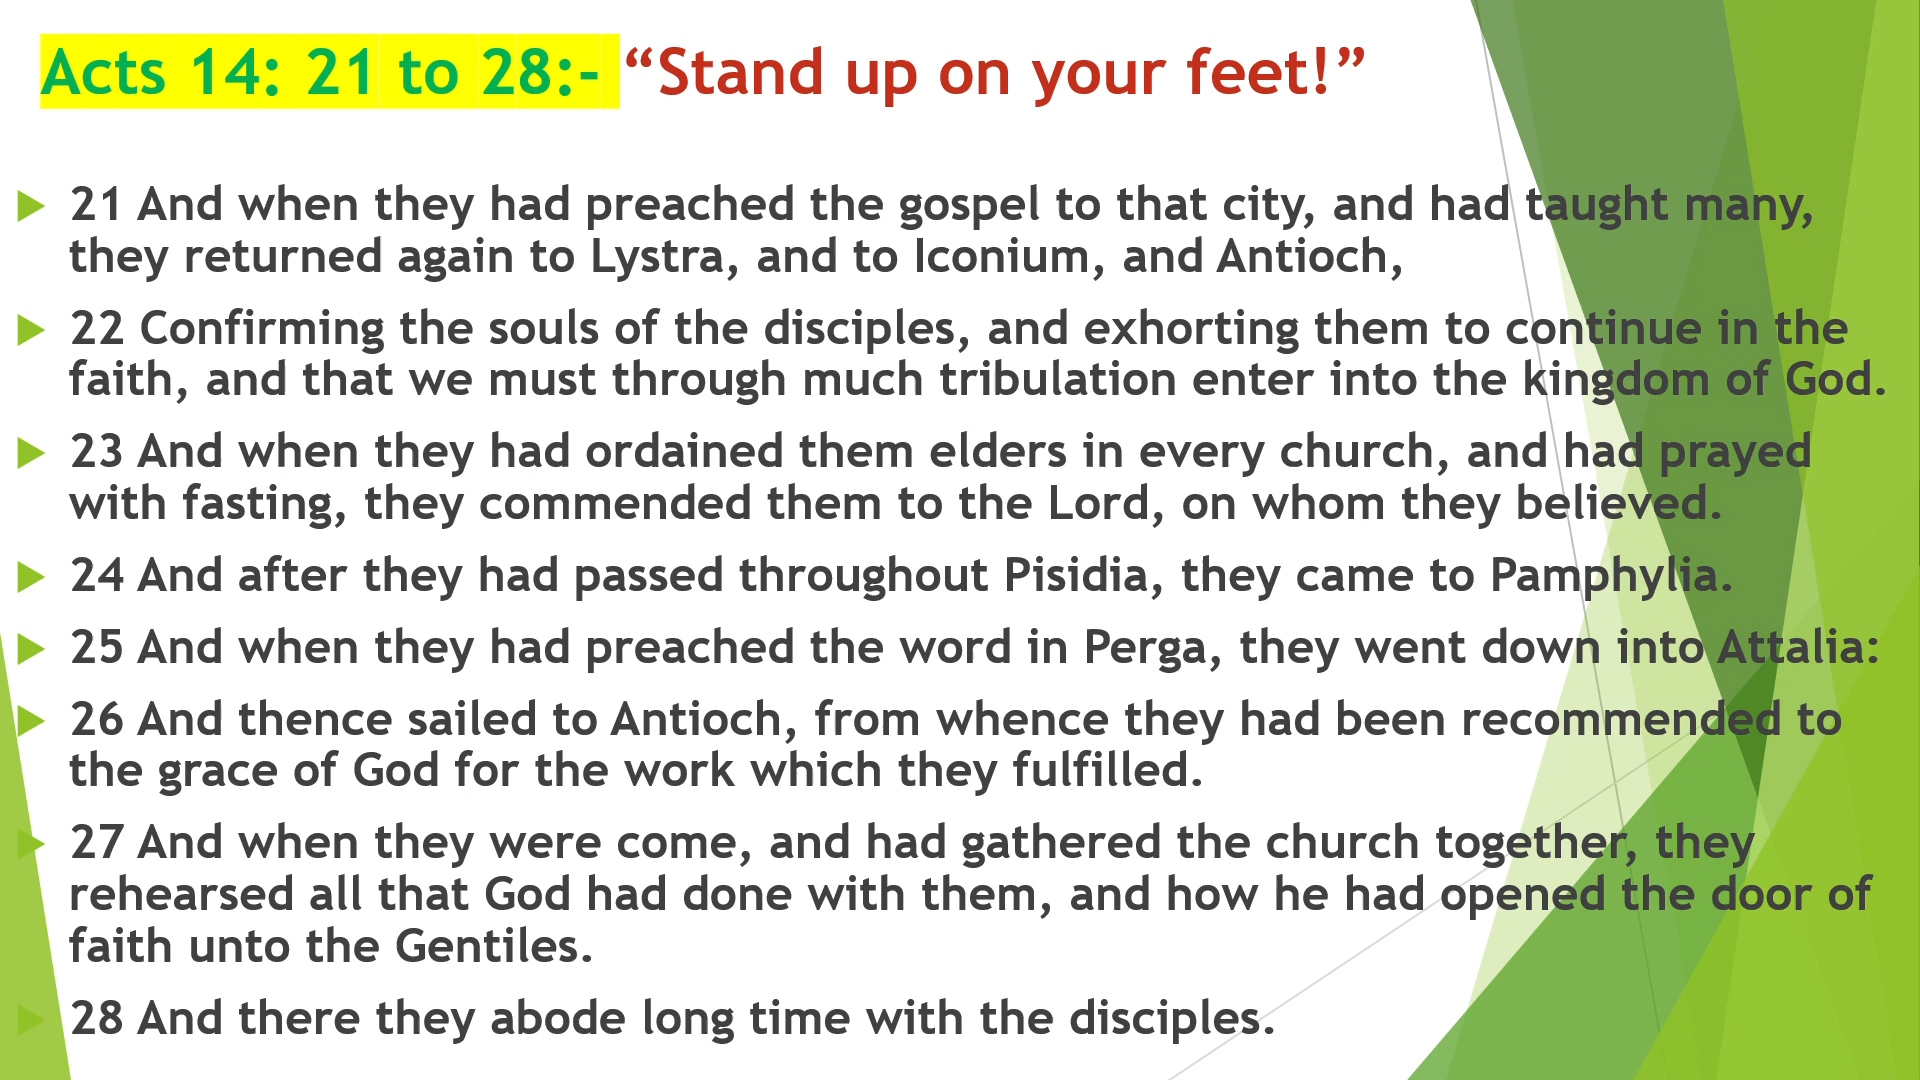 Acts 14: 21 to 28:- “Stand up on your feet!”
21 And when they had preached the gospel to that city, and had taught many,
they returned again to Lystra, and to Iconium, and Antioch,
22 Confirming the souls of the disciples, and exhorting them to continue in the
faith, and that we must through much tribulation enter into the kingdom of God.
23 And when they had ordained them elders in every church, and had prayed
with fasting, they commended them to the Lord, on whom they believed.
24 And after they had passed throughout Pisidia, they came to Pamphylia.
25 And when they had preached the word in Perga, they went down into Attalia:
26 And thence sailed to Antioch, from whence they had been recommended to
the grace of God for the work which they fulfilled.
27 And when they were come, and had gathered the church together, they
rehearsed all that God had done with them, and how he had opened the door of
faith unto the Gentiles.
28 And there they abode long time with the disciples.